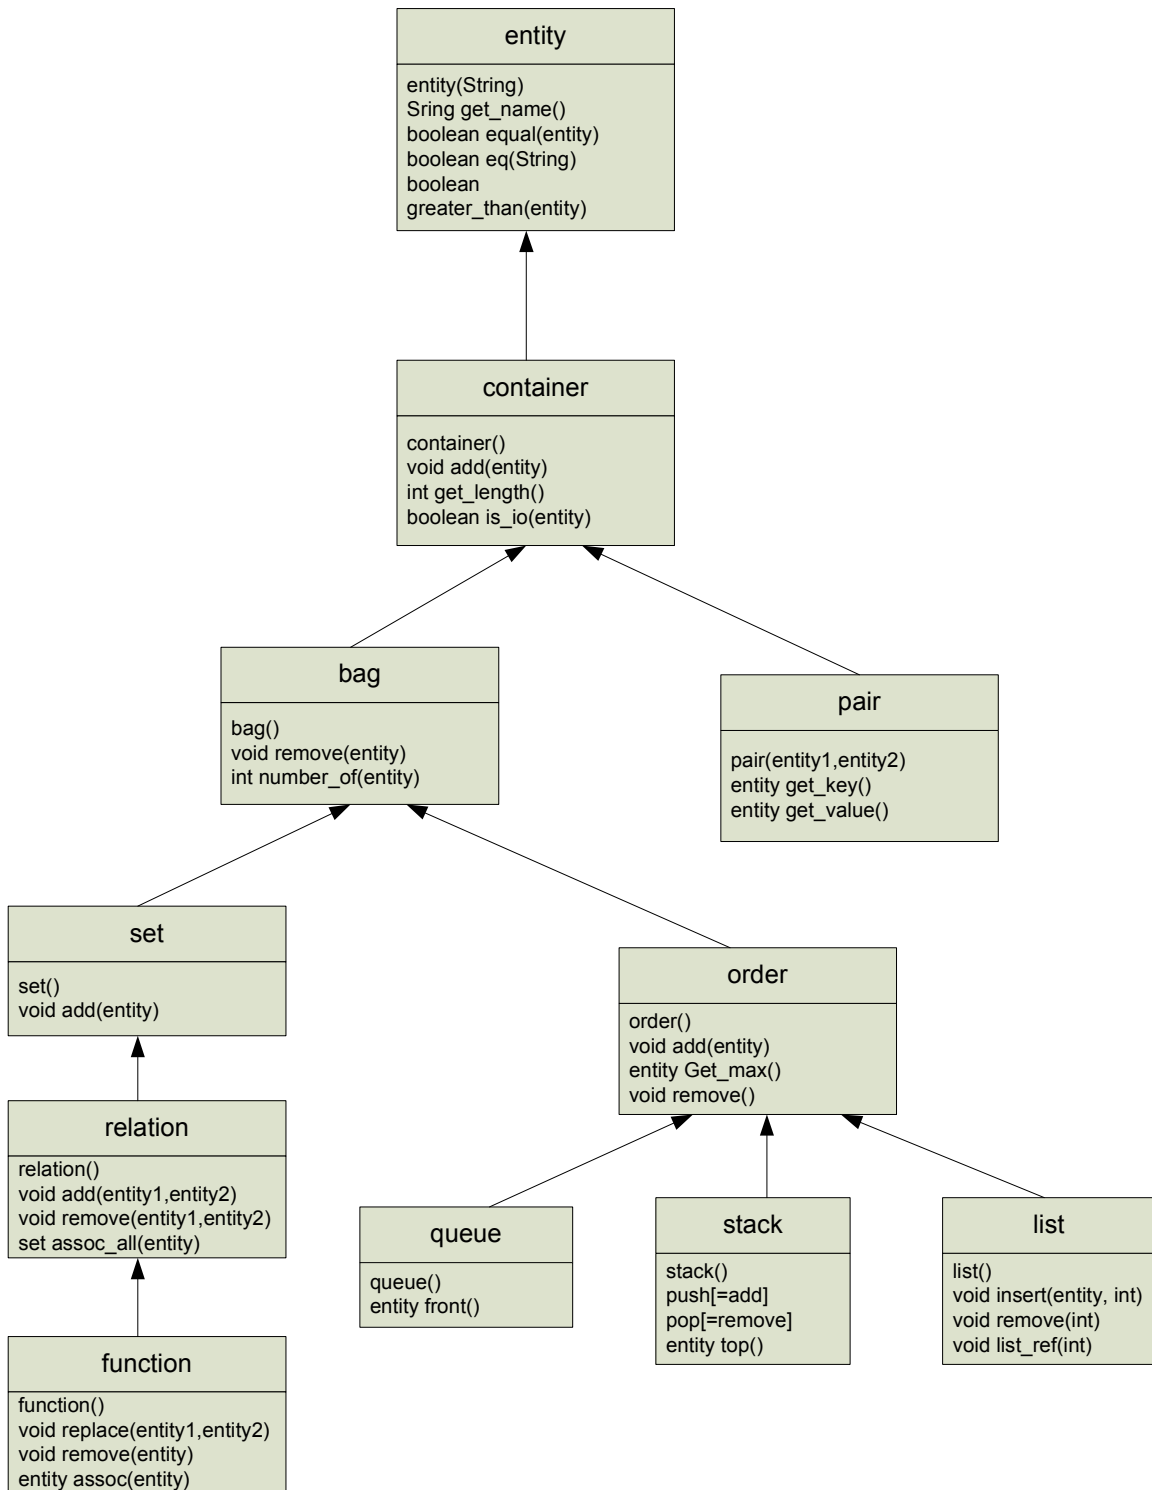 entity
entity(String)
Sring get_name()
boolean equal(entity)
boolean eq(String)
boolean
greater_than(entity)
container
container()
void add(entity)
int get_length()
boolean is_io(entity)
bag
bag()
void remove(entity)
int number_of(entity)
pair
pair(entity1,entity2)
entity get_key()
entity get_value()
set
set()
void add(entity)
order
order()
void add(entity)
entity Get_max()
void remove()
relation
relation()
void add(entity1,entity2)
void remove(entity1,entity2)
set assoc_all(entity)
queue
queue()
entity front()
stack
stack()
push[=add]
pop[=remove]
entity top()
list
list()
void insert(entity, int)
void remove(int)
void list_ref(int)
function
function()
void replace(entity1,entity2)
void remove(entity)
entity assoc(entity)